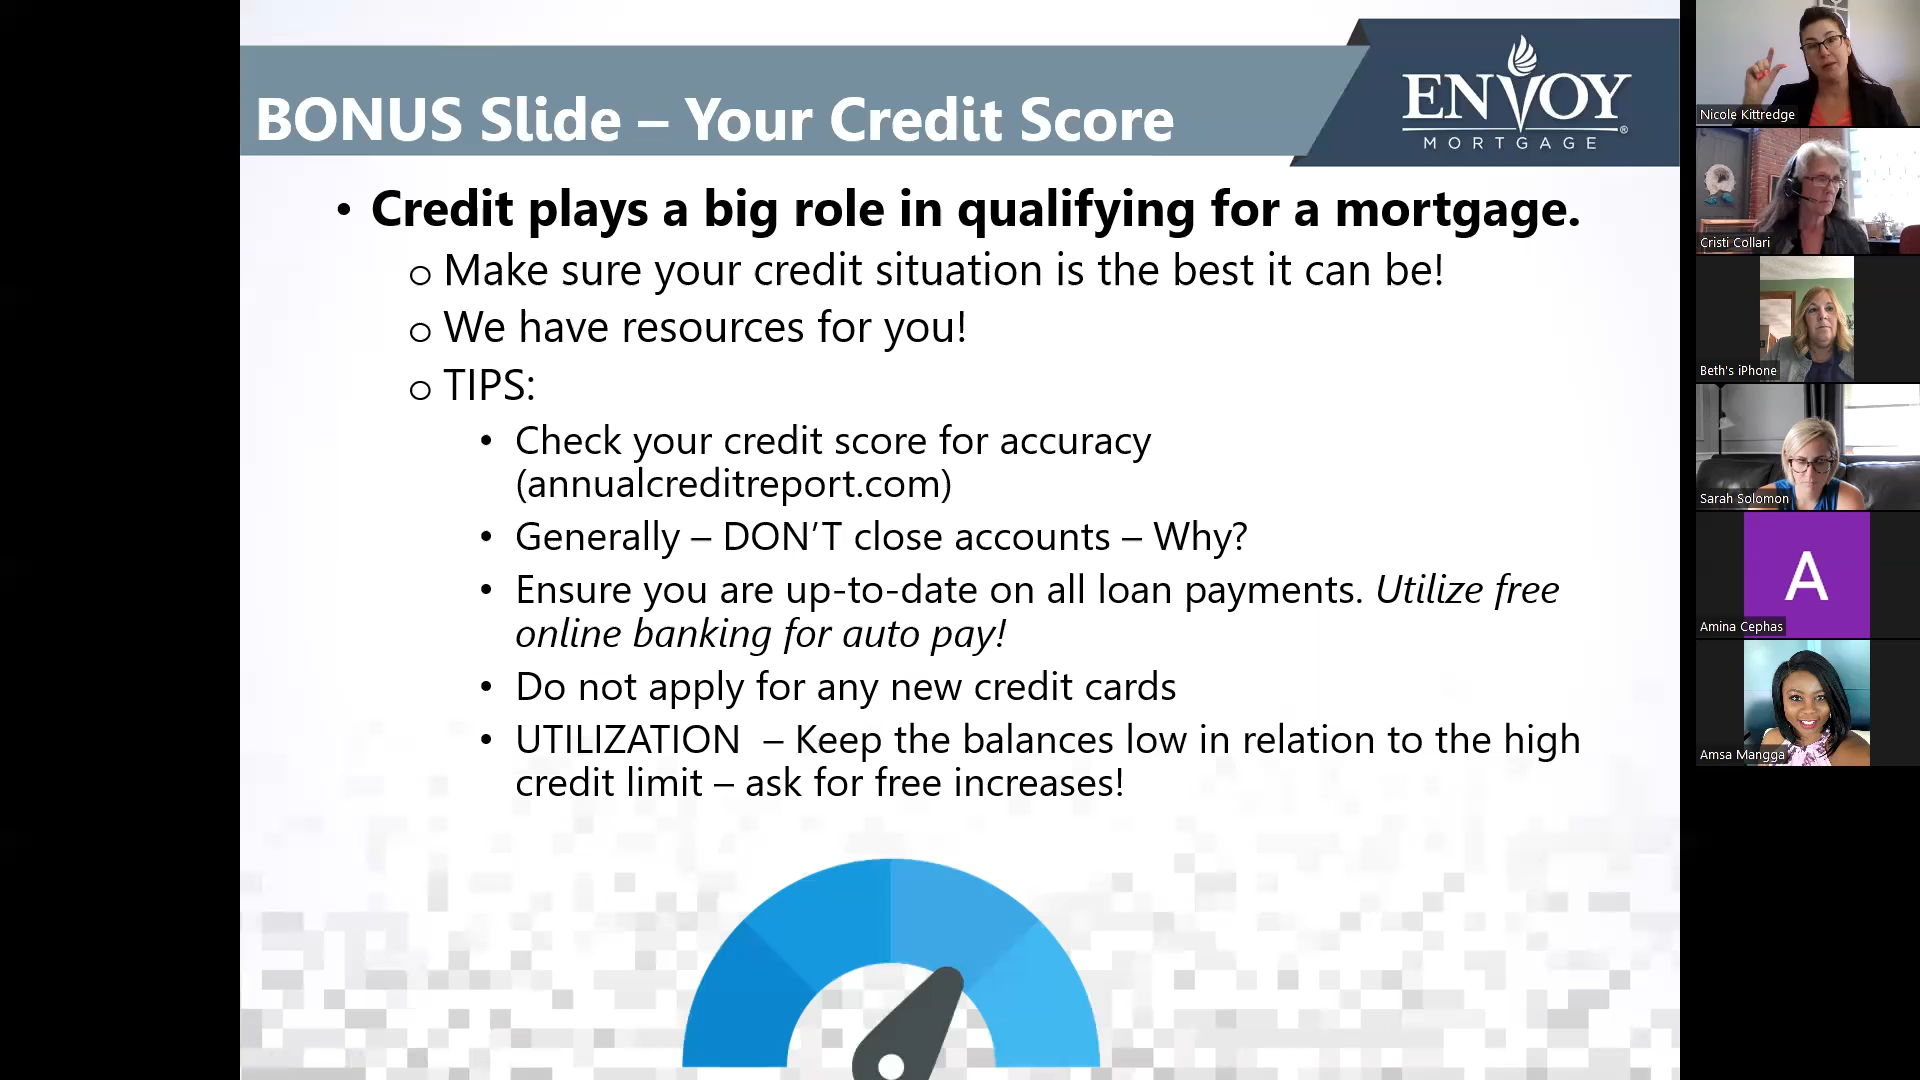 BONUS Slide – Your Credit Score
ENVOY
MORTGAGE
®
• Credit plays a big role in qualifying for a mortgage.
o Make sure your credit situation is the best it can be!
o We have resources for you!
o TIPS:
• Check your credit score for accuracy
(annualcreditreport.com)
• Generally – DON’T close accounts – Why?
• Ensure you are up-to-date on all loan payments. Utilize free
online banking for auto pay!
• Do not apply for any new credit cards
• UTILIZATION – Keep the balances low in relation to the high
credit limit – ask for free increases!
Nicole Kittredge
Cristi Collari
Beth's iPhone
Sarah Solomon
A
Amina Cephas
Amsa Mangga